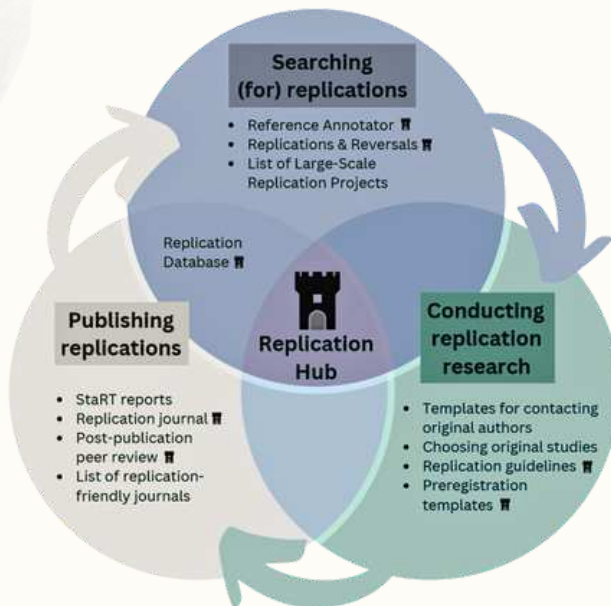 Searching
(for) replications
• Reference Annotator
• Replications & Reversals
• List of Large-Scale
Replication Projects
Replication
Database
Replication
Hub
Publishing
replications
• StaRT reports
• Replication journal
• Post-publication
peer review
• List of replication-
friendly journals
Conducting
replication
research
• Templates for contacting
original authors
• Choosing original studies
• Replication guidelines
• Preregistration
templates